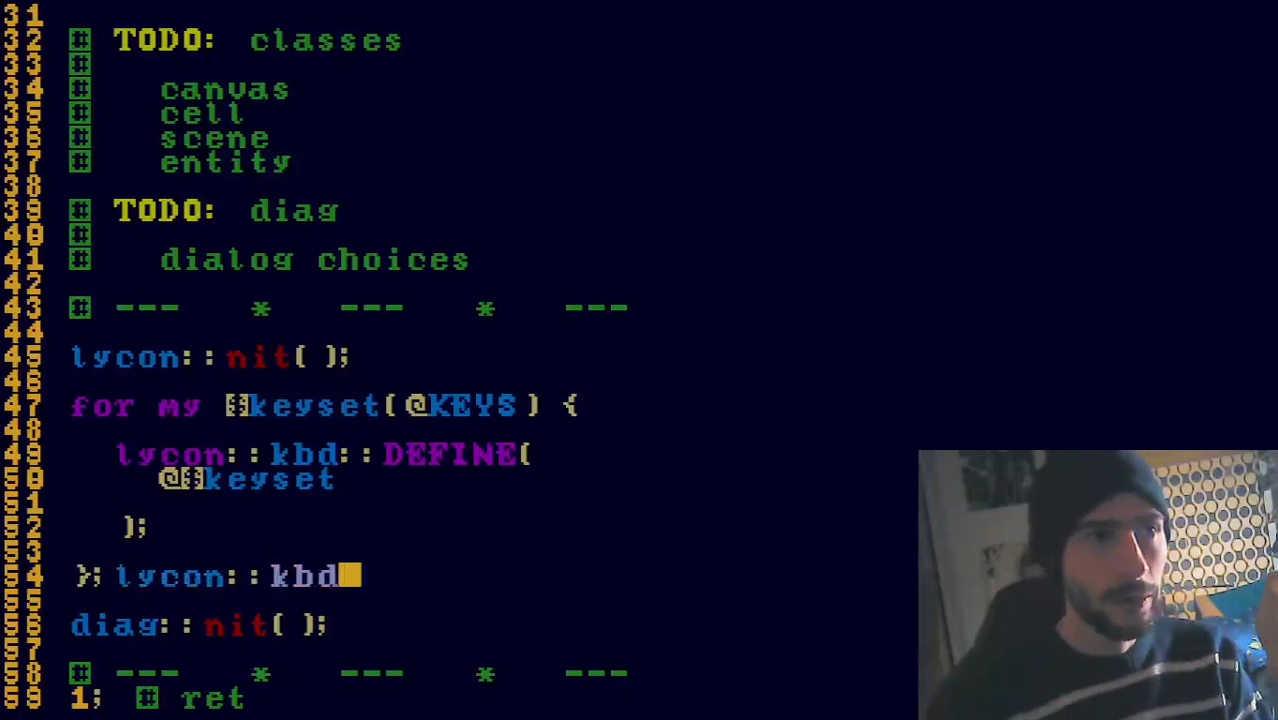 31
32 # TODO: classes
33 #
34 #   canvas
35 #   cell
36 #   scene
37 #   entity
38
39 # TODO: diag
40 #
41 #   dialog choices
42
43 # ---   *   ---   *   ---
44
45 lycon::nit( );
46
47 for my $keyset(@KEYS) {
48
49   lycon::kbd::DEFINE(
50     @$keyset
51
52   );
53
54 }; lycon::kbd
55
56 diag::nit( );
57
58 # ---   *   ---   *   ---
59 1; # ret